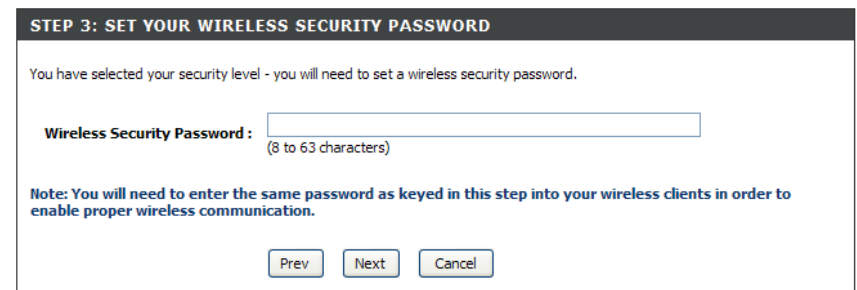 STEP 3: SET YOUR WIRELESS SECURITY PASSWORD
You have selected your security level - you will need to set a wireless security password.
Wireless Security Password :
(8 to 63 characters)
Note: You will need to enter the same password as keyed in this step into your wireless clients in order to
enable proper wireless communication.
Prev Next Cancel